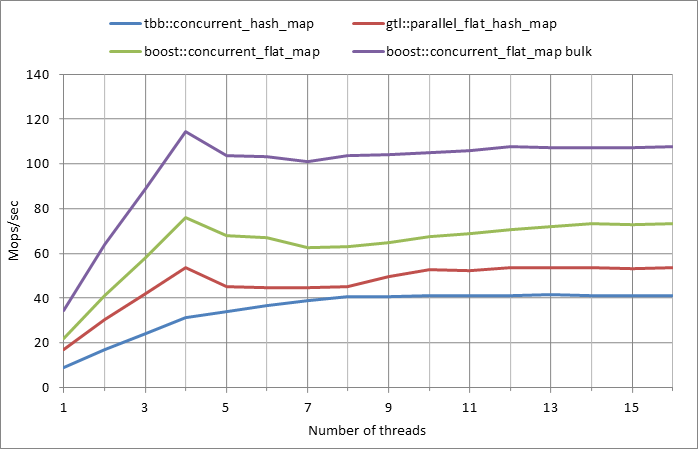 tbb::concurrent_hash_map gtl::parallel_flat_hash_map
boost::concurrent_flat_map boost::concurrent_flat_map bulk
140
120
100
80
60
40
20
0
Mops/sec
1 3 5 7 9 11 13 15
Number of threads